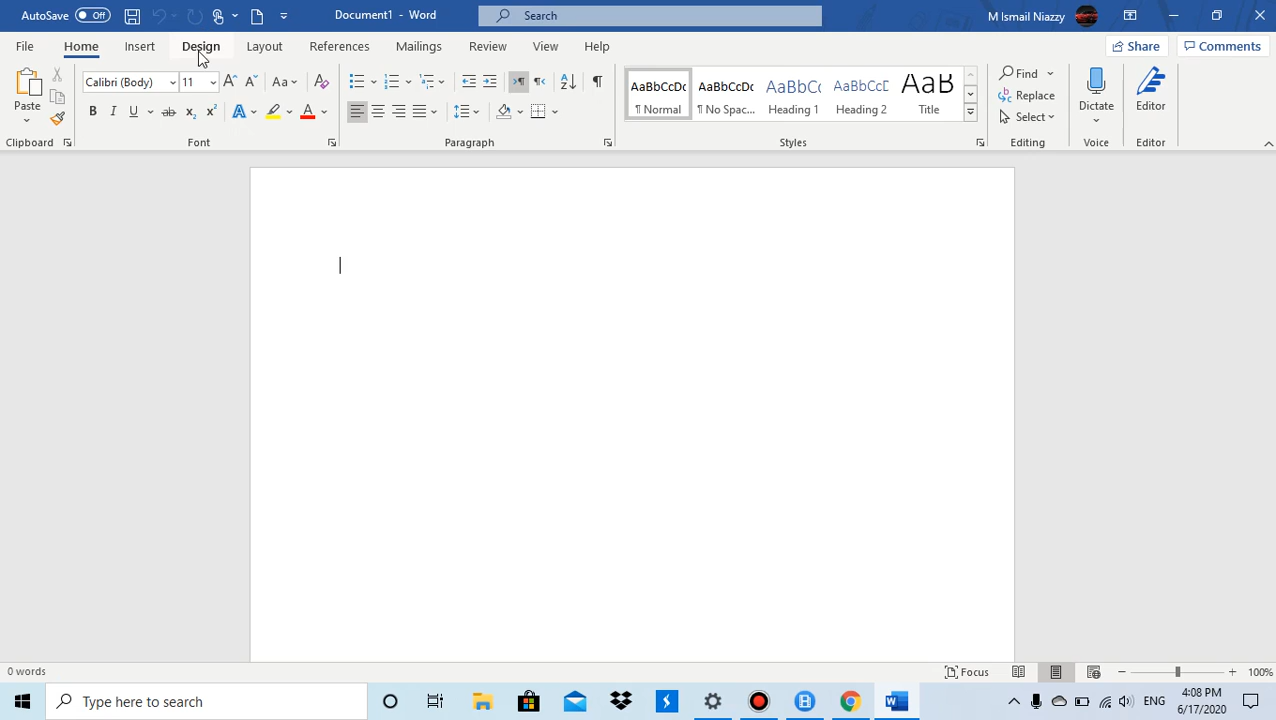 AutoSave Off Document1 - Word Search M Ismail Niazzy
File Home Insert Design Layout References Mailings Review View Help Share Comments
Paste Calibri (Body) 11 Aa AaBbCcDc AaBbCcDc AaBbCc AaBbCcD AaB Find Replace Select Dictate Editor
¶ Normal ¶ No Spac... Heading 1 Heading 2 Title
Clipboard Font Paragraph Styles Editing Voice Editor
0 words Focus 100%
Type here to search ENG 4:08 PM
6/17/2020